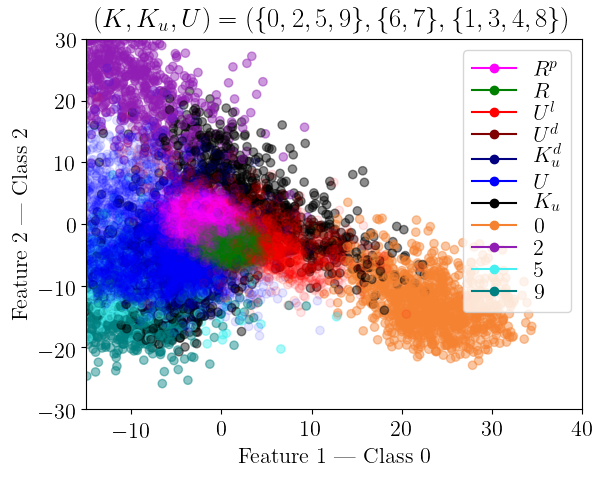 (K, K_u, U) = ({0, 2, 5, 9}, {6, 7}, {1, 3, 4, 8})
30
20
10
0
−10
−20
−30
Feature 2 — Class 2
R^p
R
U^l
U^d
K_u^d
U
K_u
0
2
5
9
−10
0
10
20
30
40
Feature 1 — Class 0